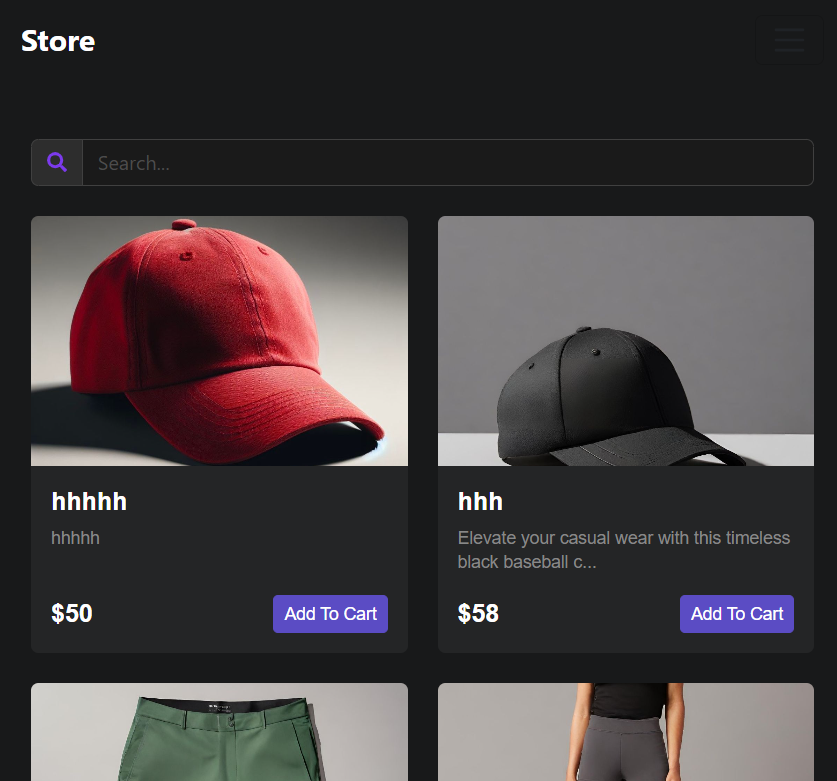 Store
Search...
hhhhh
hhhhh
$50
Add To Cart
hhh
Elevate your casual wear with this timeless
black baseball c...
$58
Add To Cart